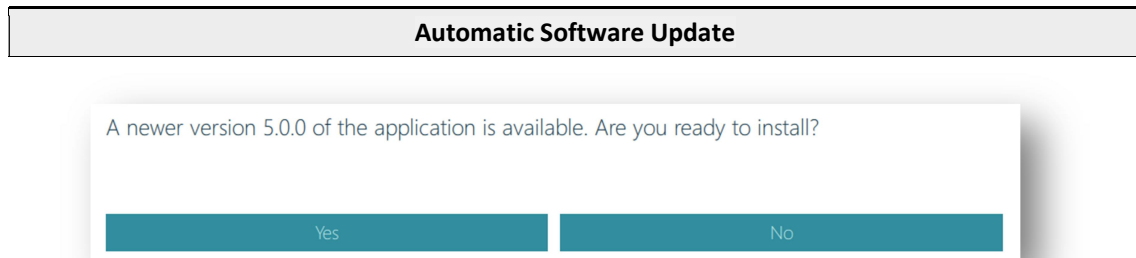 Automatic Software Update
A newer version 5.0.0 of the application is available. Are you ready to install?
Yes
No